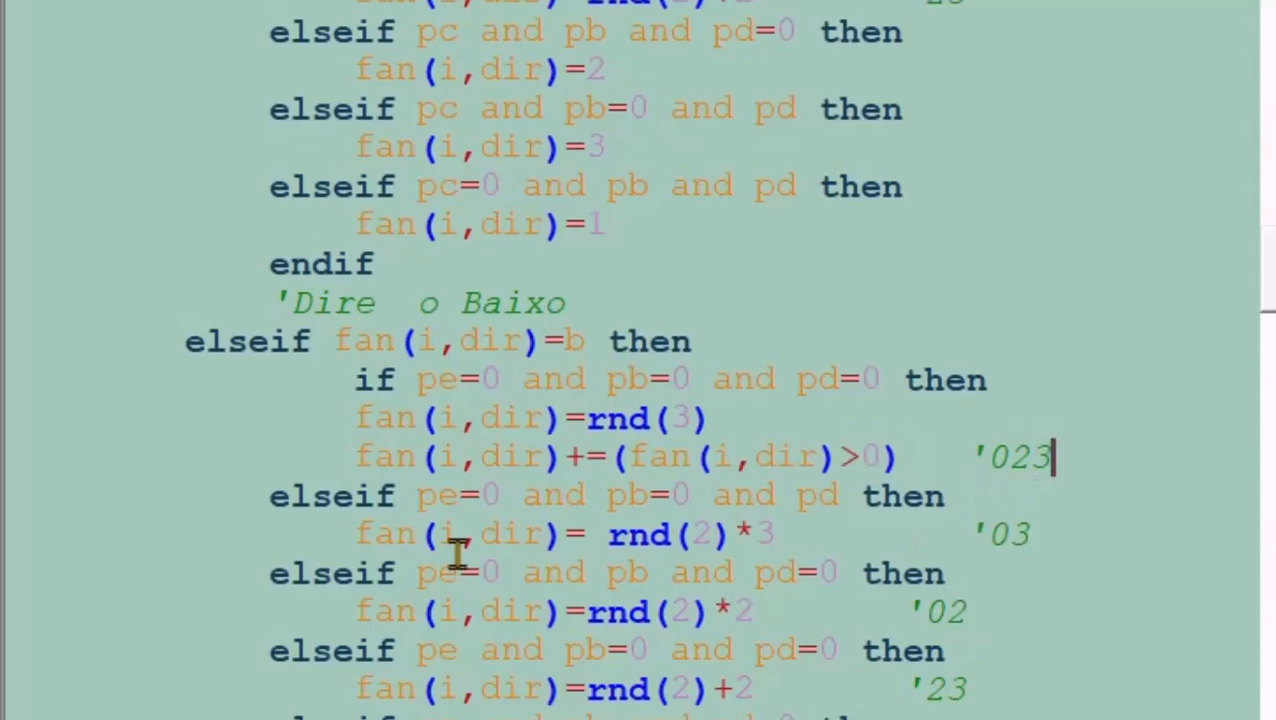 elseif pc and pb and pd=0 then
fan(i,dir)=2
elseif pc and pb=0 and pd then
fan(i,dir)=3
elseif pc=0 and pb and pd then
fan(i,dir)=1
endif
'Dire o Baixo
elseif fan(i,dir)=b then
if pe=0 and pb=0 and pd=0 then
fan(i,dir)=rnd(3)
fan(i,dir)+=(fan(i,dir)>0) '023
elseif pe=0 and pb=0 and pd then
fan(i,dir)= rnd(2)*3 '03
elseif pe=0 and pb and pd=0 then
fan(i,dir)=rnd(2)*2 '02
elseif pe and pb=0 and pd=0 then
fan(i,dir)=rnd(2)+2 '23